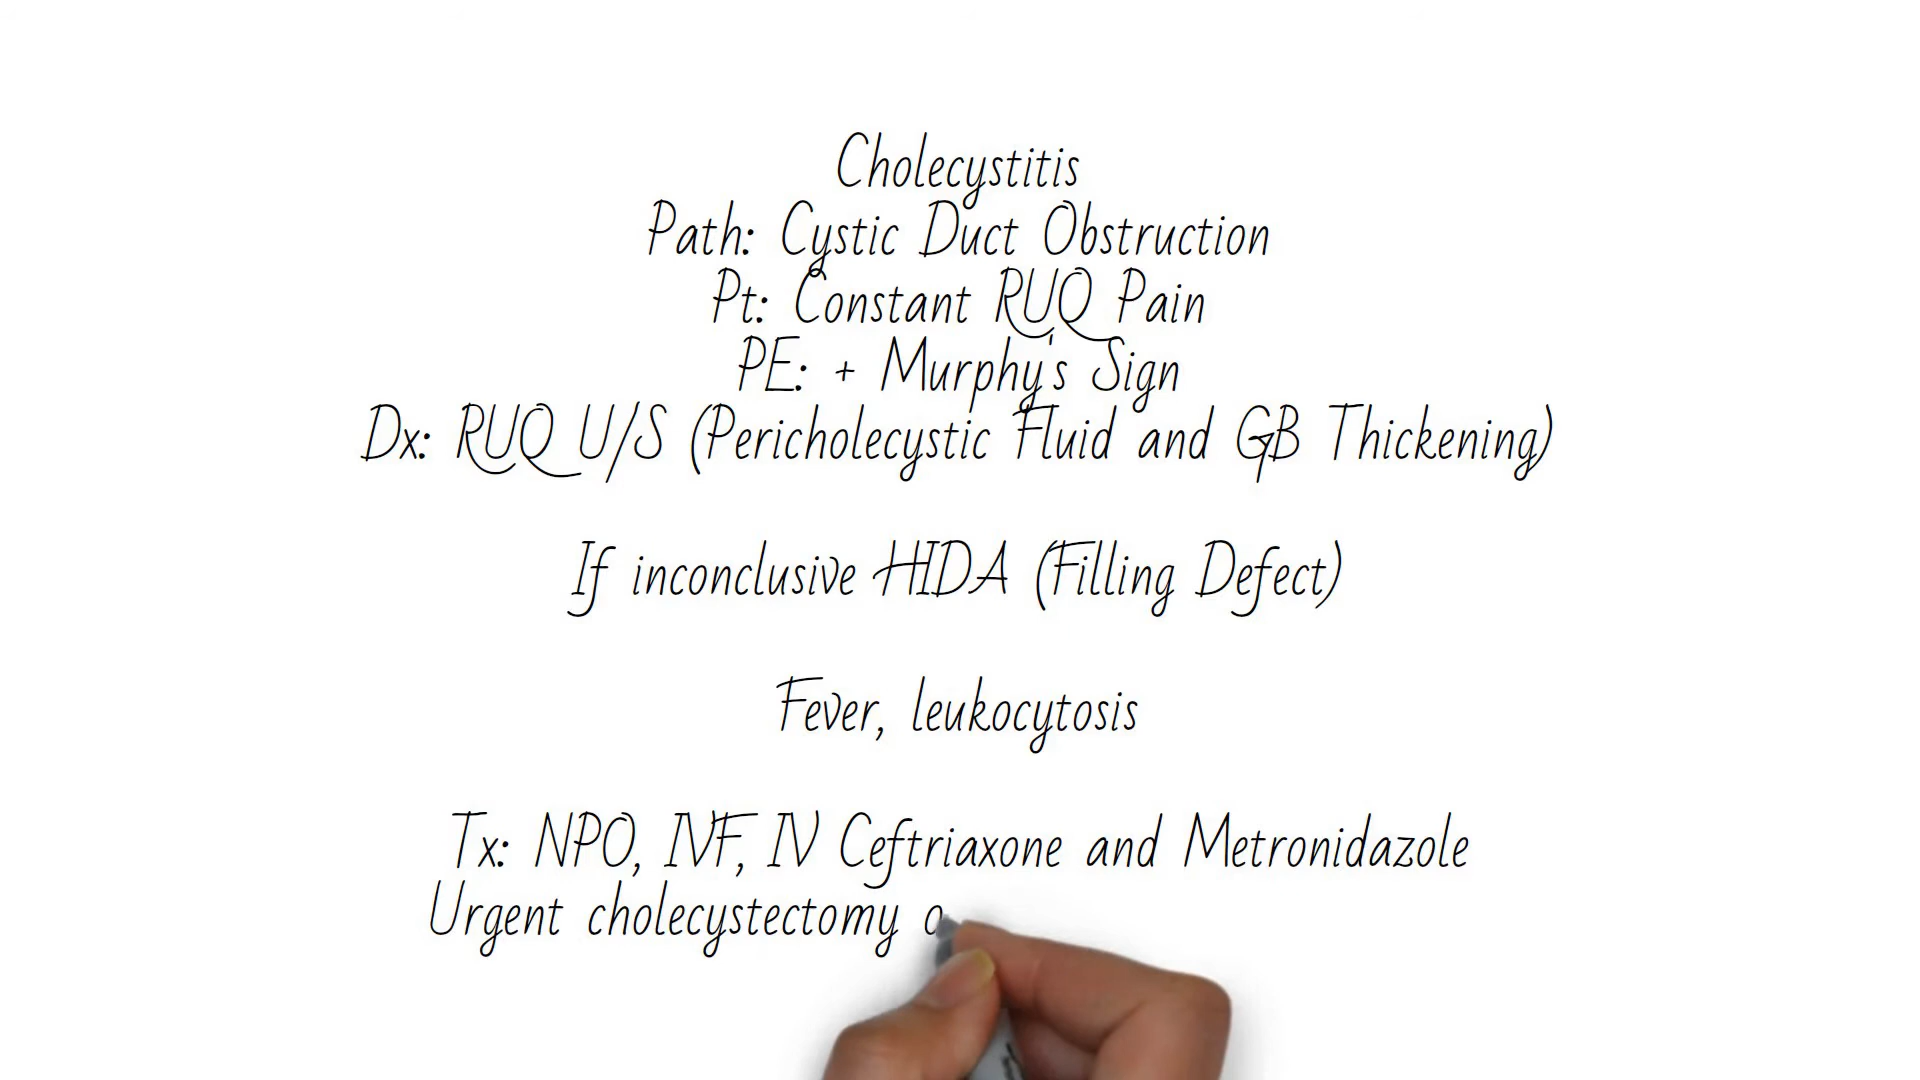 Cholecystitis
Path: Cystic Duct Obstruction
Pt: Constant RUQ Pain
PE: + Murphy's Sign
Dx: RUQ U/S (Pericholecystic Fluid and GB Thickening)
If inconclusive HIDA (Filling Defect)
Fever, leukocytosis
Tx: NPO, IVF, IV Ceftriaxone and Metronidazole
Urgent cholecystectomy o